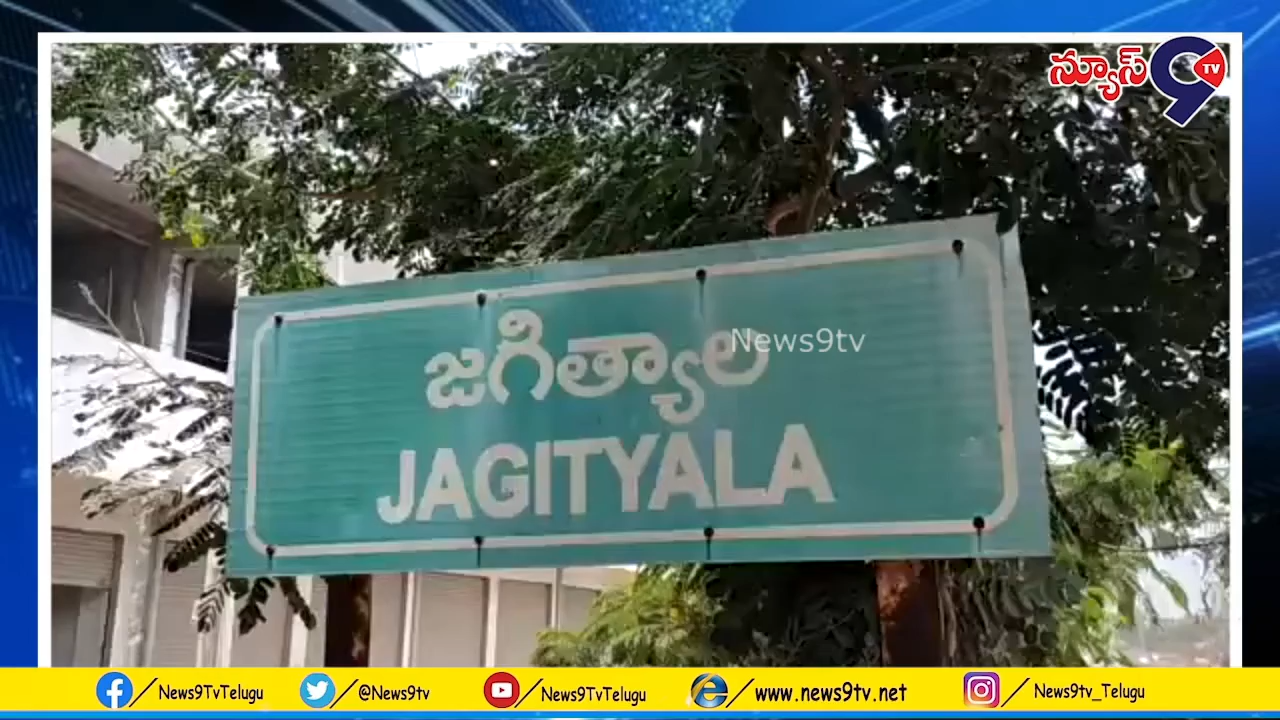 న్యూస్ 9 TV
జగిత్యాల
News9tv
JAGITYALA
/News9TvTelugu /@News9tv /News9TvTelugu /www.news9tv.net /News9tv_Telugu